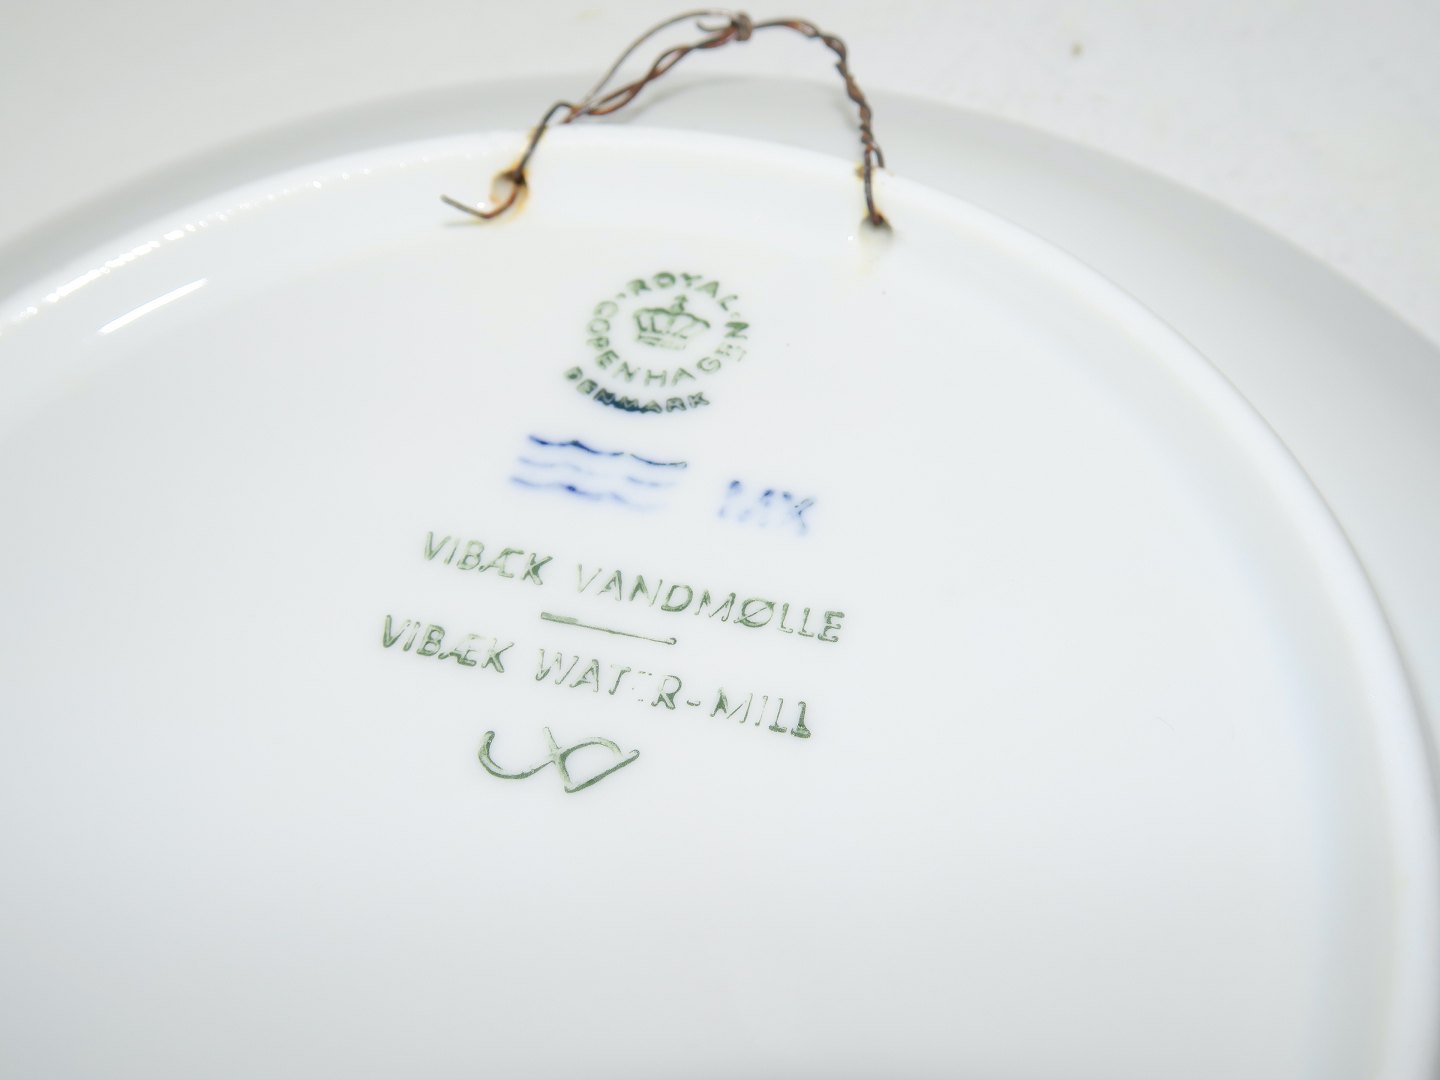 ROYAL
COPENHAGEN
DENMARK
VIBÆK VANDMØLLE
VIBÆK WATER-MILL